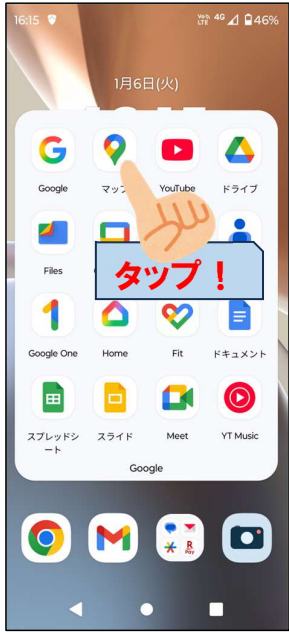 16:15 VoLTE 4G 46%
1月6日(火)
Google マップ YouTube ドライブ
Files
タップ！
Google One Home Fit ドキュメント
スプレッドシート スライド Meet YT Music
Google
R Pay